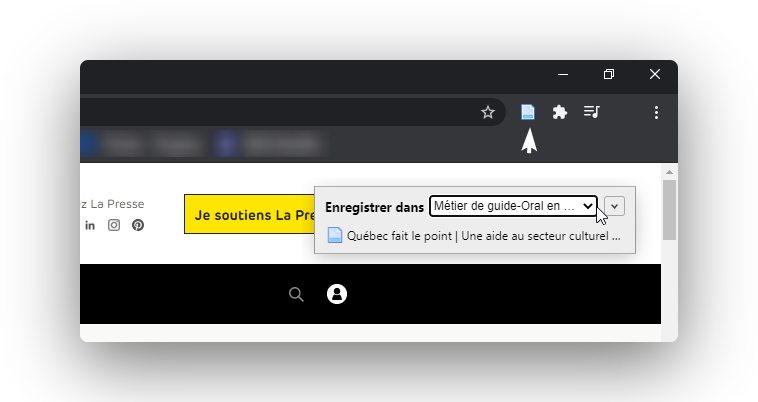 z La Presse
in
Je soutiens La Pre
Enregistrer dans Métier de guide-Oral en ...
Québec fait le point | Une aide au secteur culturel ...